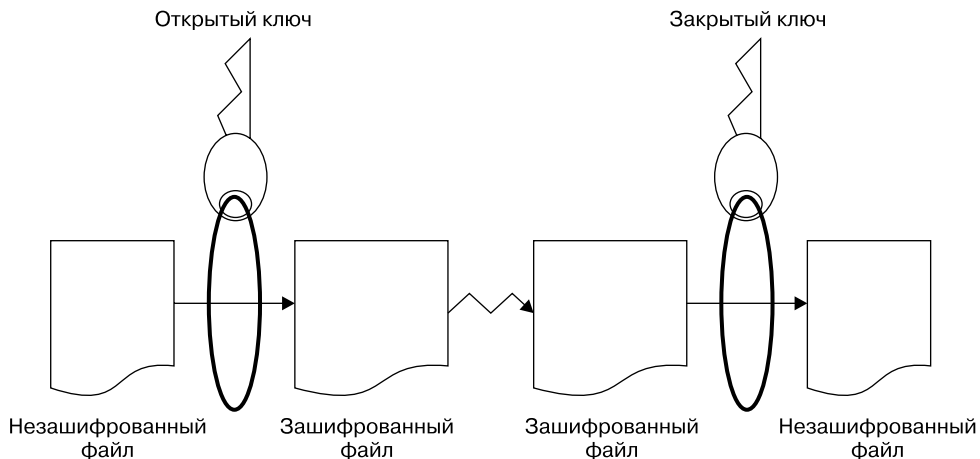 Открытый ключ
Закрытый ключ
Незашифрованный
файл
Зашифрованный
файл
Зашифрованный
файл
Незашифрованный
файл